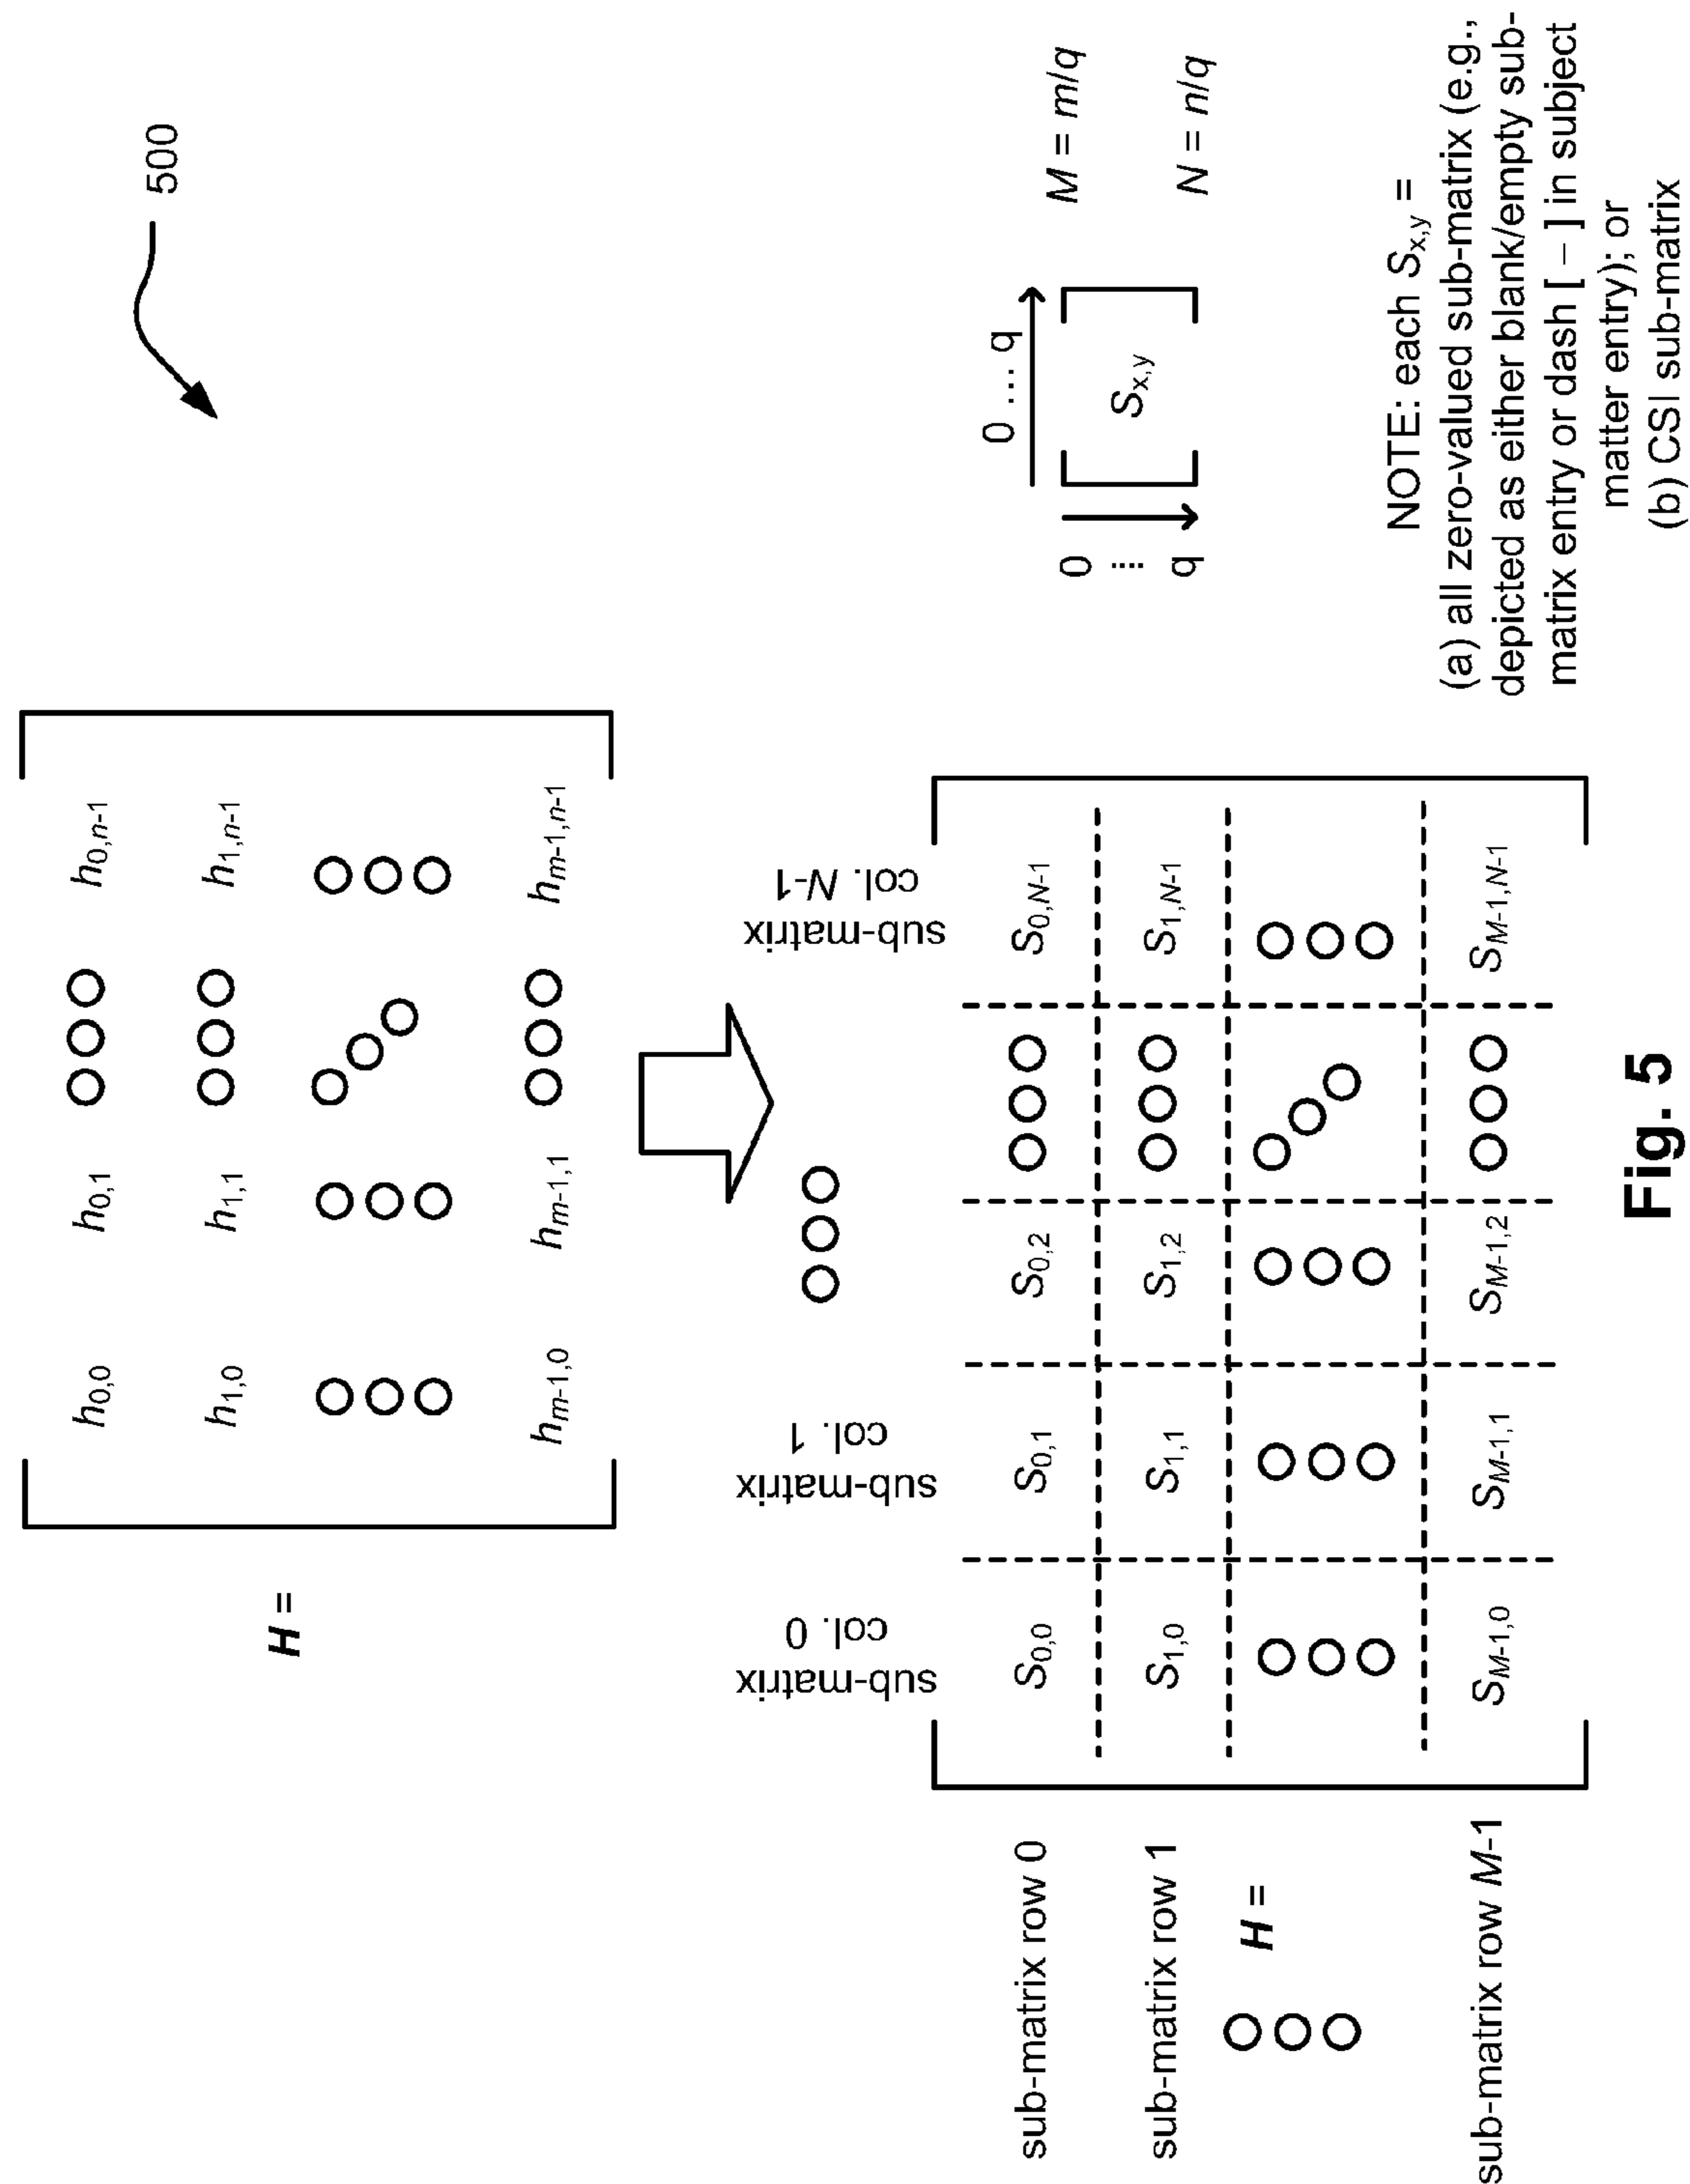 500
H =
h0,0 h0,1 h0,n-1
h1,0 h1,1 h1,n-1
hm-1,0 hm-1,1 hm-1,n-1
sub-matrix col. 0
sub-matrix col. 1
sub-matrix col. N-1
sub-matrix row 0
sub-matrix row 1
H =
sub-matrix row M-1
S0,0 S0,1 S0,2 S0,N-1
S1,0 S1,1 S1,2 S1,N-1
SM-1,0 SM-1,1 SM-1,2 SM-1,N-1
0 ... q
0
...
q
Sx,y
M = m/q
N = n/q
NOTE: each Sx,y =
(a) all zero-valued sub-matrix (e.g.,
depicted as either blank/empty sub-
matrix entry or dash [ – ] in subject
matter entry); or
(b) CSI sub-matrix
Fig. 5